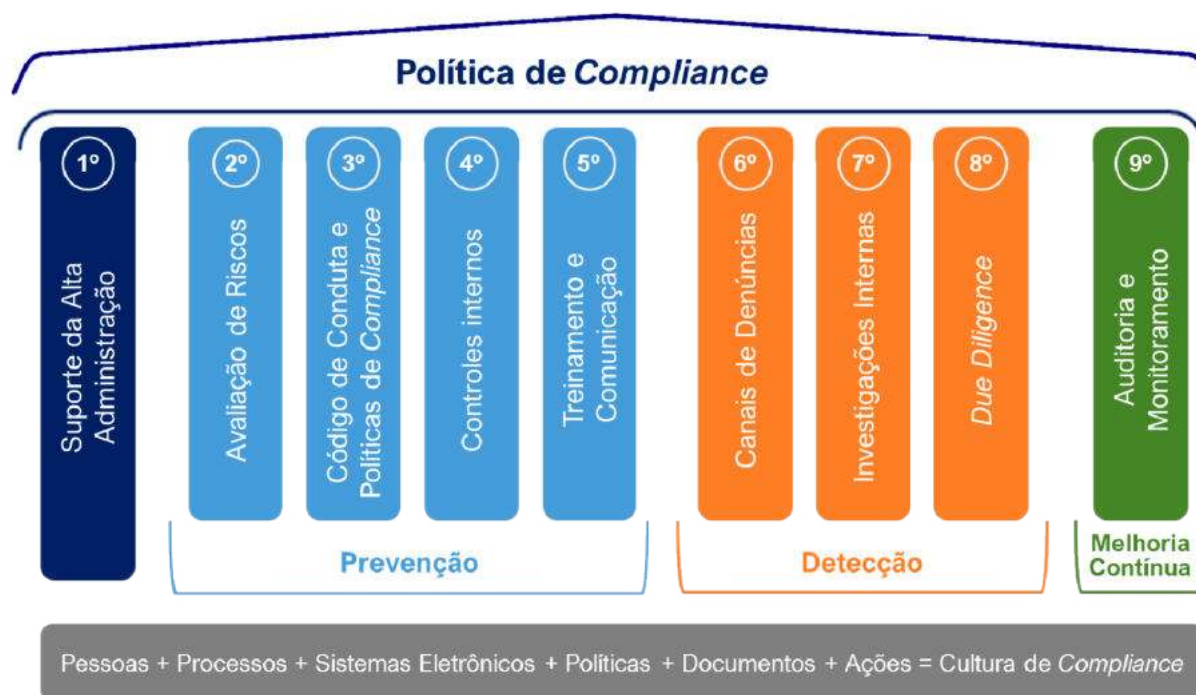 Política de Compliance
1º
Suporte da Alta
Administração
2º
Avaliação de Riscos
3º
Código de Conduta e
Políticas de Compliance
4º
Controles internos
5º
Treinamento e
Comunicação
6º
Canais de Denúncias
7º
Investigações Internas
8º
Due Diligence
9º
Auditoria e
Monitoramento
Prevenção
Detecção
Melhoria
Contínua
Pessoas + Processos + Sistemas Eletrônicos + Políticas + Documentos + Ações = Cultura de Compliance